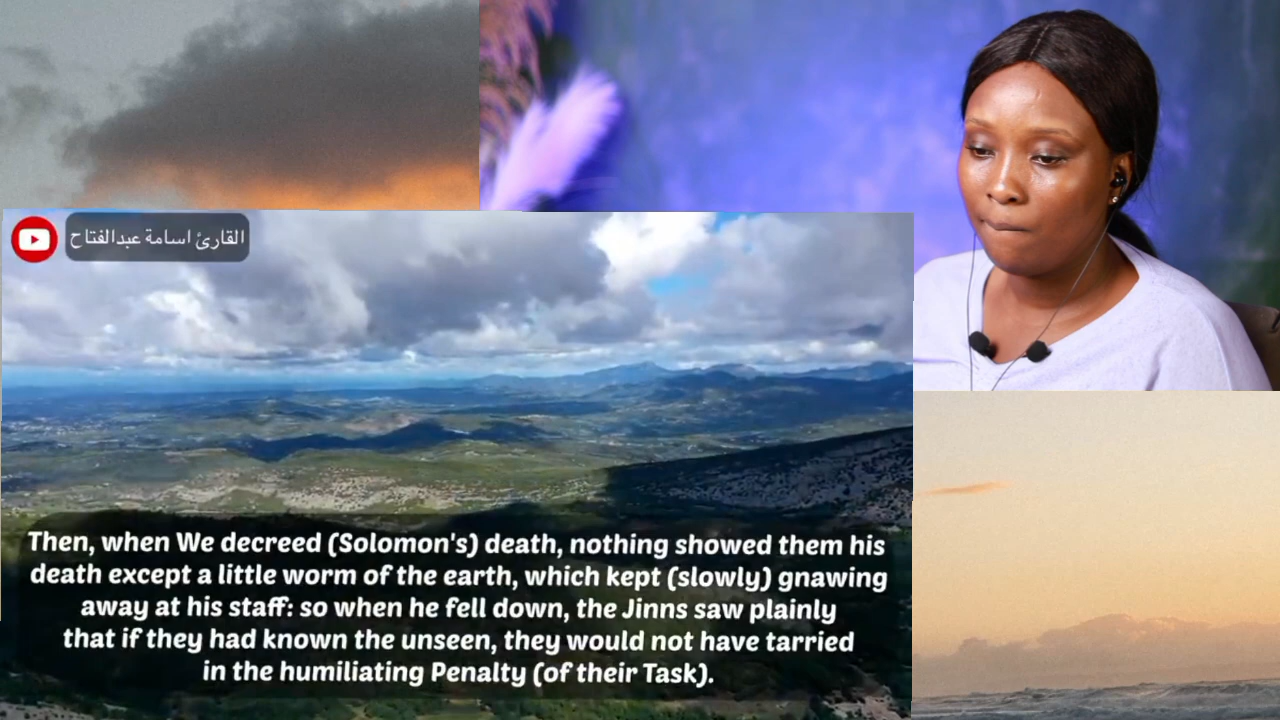 القارئ اسامة عبدالفتاح
Then, when We decreed (Solomon's) death, nothing showed them his
death except a little worm of the earth, which kept (slowly) gnawing
away at his staff: so when he fell down, the Jinns saw plainly
that if they had known the unseen, they would not have tarried
in the humiliating Penalty (of their Task).